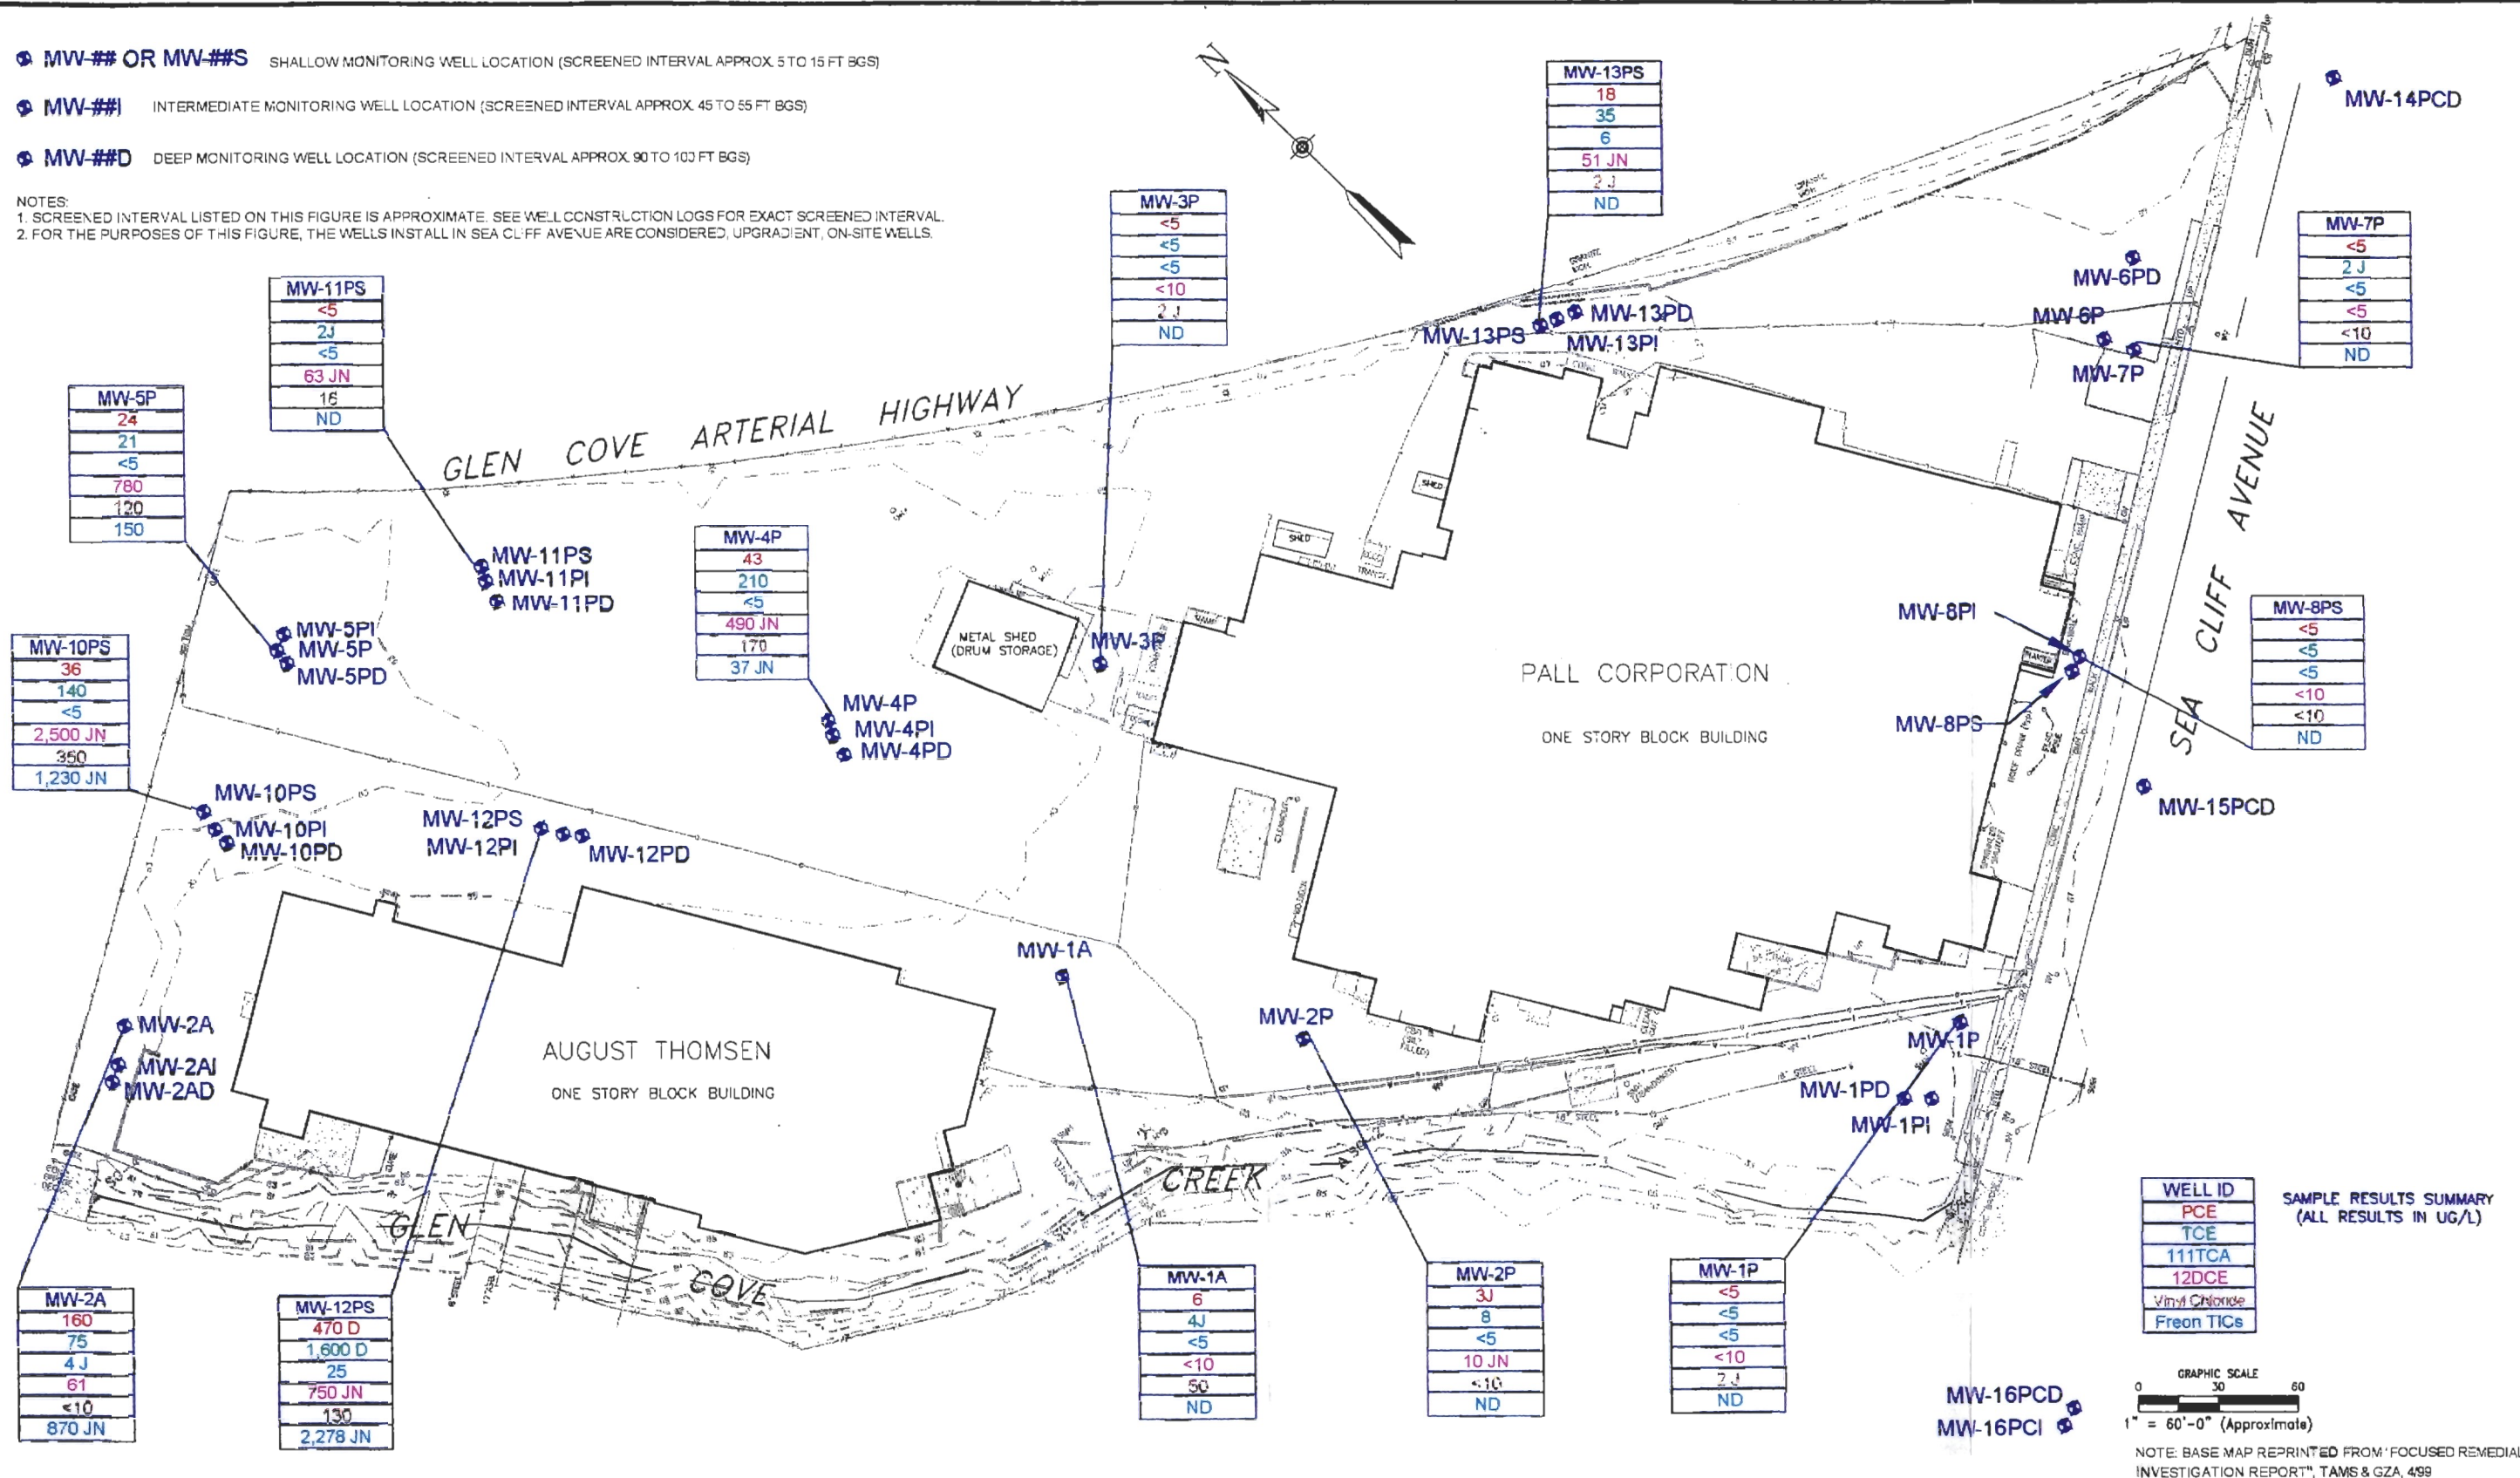 MW-## OR MW-##S SHALLOW MONITORING WELL LOCATION (SCREENED INTERVAL APPROX. 5 TO 15 FT BGS)
MW-##I INTERMEDIATE MONITORING WELL LOCATION (SCREENED INTERVAL APPROX. 45 TO 55 FT BGS)
MW-##D DEEP MONITORING WELL LOCATION (SCREENED INTERVAL APPROX. 90 TO 100 FT BGS)
NOTES:
1. SCREENED INTERVAL LISTED ON THIS FIGURE IS APPROXIMATE. SEE WELL CONSTRUCTION LOGS FOR EXACT SCREENED INTERVAL.
2. FOR THE PURPOSES OF THIS FIGURE, THE WELLS INSTALL IN SEA CLIFF AVENUE ARE CONSIDERED, UPGRADIENT, ON-SITE WELLS.
N
MW-13PS
18
35
6
51 JN
2 J
ND
MW-14PCD
MW-3P
<5
<5
<5
<10
2 J
ND
MW-7P
<5
2 J
<5
<5
<10
ND
MW-11PS
<5
2J
<5
63 JN
16
ND
MW-5P
24
21
<5
780
120
150
MW-6PD
MW-6P
MW-7P
MW-13PS
MW-13PD
MW-13PI
GLEN COVE ARTERIAL HIGHWAY
SEA CLIFF AVENUE
SHED
SHED
MW-4P
43
210
<5
490 JN
170
37 JN
MW-11PS
MW-11PI
MW-11PD
MW-5PI
MW-5P
MW-5PD
METAL SHED
(DRUM STORAGE)
MW-3P
MW-8PI
MW-8PS
MW-8PS
<5
<5
<5
<10
<10
ND
MW-10PS
36
140
<5
2,500 JN
350
1,230 JN
PALL CORPORATION
ONE STORY BLOCK BUILDING
MW-4P
MW-4PI
MW-4PD
MW-15PCD
MW-10PS
MW-10PI
MW-10PD
MW-12PS
MW-12PI
MW-12PD
MW-1A
MW-2P
MW-1P
MW-1PD
MW-1PI
MW-2A
MW-2AI
MW-2AD
AUGUST THOMSEN
ONE STORY BLOCK BUILDING
GLEN COVE CREEK
WELL ID
PCE
TCE
111TCA
12DCE
Vinyl Chloride
Freon TICs
SAMPLE RESULTS SUMMARY
(ALL RESULTS IN UG/L)
MW-2A
160
75
4 J
61
<10
870 JN
MW-12PS
470 D
1,600 D
25
750 JN
130
2,278 JN
MW-1A
6
4J
<5
<10
50
ND
MW-2P
3J
8
<5
10 JN
<10
ND
MW-1P
<5
<5
<5
<10
2 J
ND
MW-16PCD
MW-16PCI
GRAPHIC SCALE
0 30 60
1" = 60'-0" (Approximate)
NOTE: BASE MAP REPRINTED FROM "FOCUSED REMEDIAL
INVESTIGATION REPORT", TAMS & GZA, 4/99